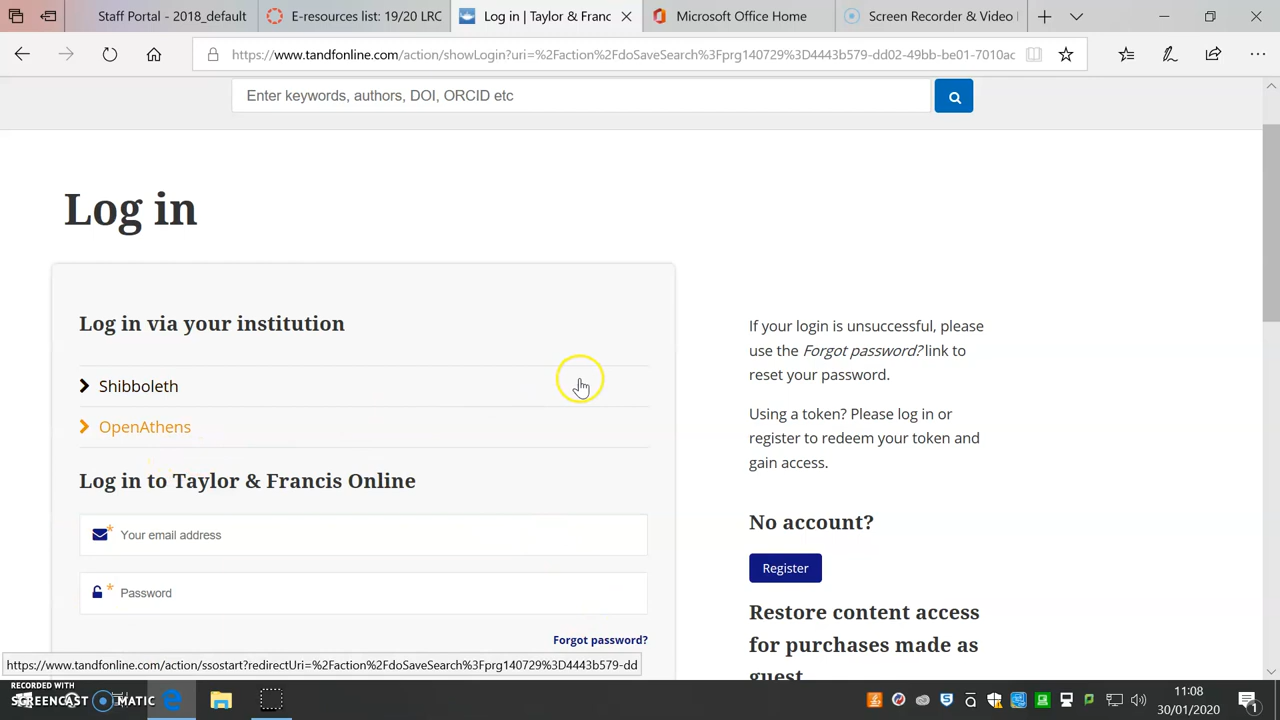 Staff Portal - 2018_default
E-resources list: 19/20 LRC
Log in | Taylor & Franc
Microsoft Office Home
Screen Recorder & Video
https://www.tandfonline.com/action/showLogin?uri=%2Faction%2FdoSaveSearch%3Fprg140729%3D4443b579-dd02-49bb-be01-7010ac
Enter keywords, authors, DOI, ORCID etc
Log in
Log in via your institution
Shibboleth
OpenAthens
Log in to Taylor & Francis Online
* Your email address
* Password
Forgot password?
If your login is unsuccessful, please
use the Forgot password? link to
reset your password.
Using a token? Please log in or
register to redeem your token and
gain access.
No account?
Register
Restore content access
for purchases made as
guest
https://www.tandfonline.com/action/ssostart?redirectUri=%2Faction%2FdoSaveSearch%3Fprg140729%3D4443b579-dd
RECORDED WITH
SCREENCAST MATIC
11:08
30/01/2020
1